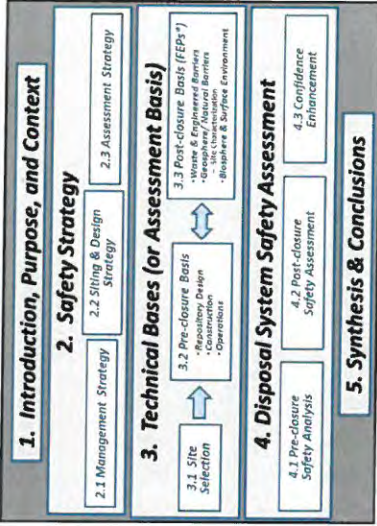 1. Introduction, Purpose, and Context
2. Safety Strategy
2.1 Management Strategy
2.2 Siting & Design
Strategy
2.3 Assessment Strategy
3. Technical Bases (or Assessment Basis)
3.1 Site
Selection
3.2 Pre-closure Basis
• Repository Design
• Construction
• Operation
3.3 Post-closure Basis (FEPs*)
• Waste & Engineered Barriers
• Geosphere/ Natural Barriers
– Site Characterization
• Biosphere & Surface Environment
4. Disposal System Safety Assessment
4.1 Pre-closure
Safety Analysis
4.2 Post-closure
Safety Assessment
4.3 Confidence
Enhancement
5. Synthesis & Conclusions